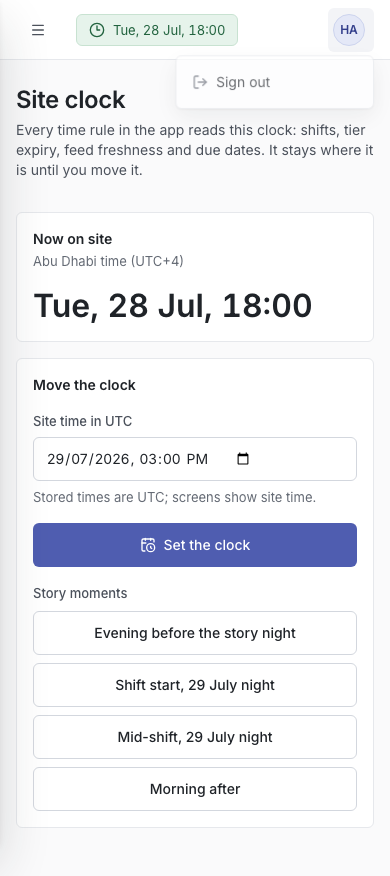 Tue, 28 Jul, 18:00
HA
Sign out
Site clock
Every time rule in the app reads this clock: shifts, tier
expiry, feed freshness and due dates. It stays where it
is until you move it.
Now on site
Abu Dhabi time (UTC+4)
Tue, 28 Jul, 18:00
Move the clock
Site time in UTC
29/07/2026, 03:00 PM
Stored times are UTC; screens show site time.
Set the clock
Story moments
Evening before the story night
Shift start, 29 July night
Mid-shift, 29 July night
Morning after